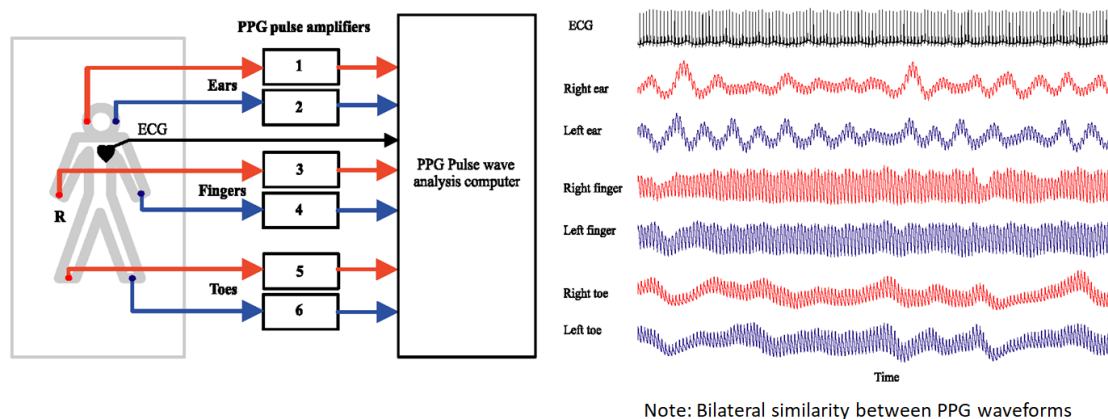 PPG pulse amplifiers
1
Ears
2
ECG
3
Fingers
4
R
5
Toes
6
PPG Pulse wave
analysis computer
ECG
Right ear
Left ear
Right finger
Left finger
Right toe
Left toe
Time
Note: Bilateral similarity between PPG waveforms